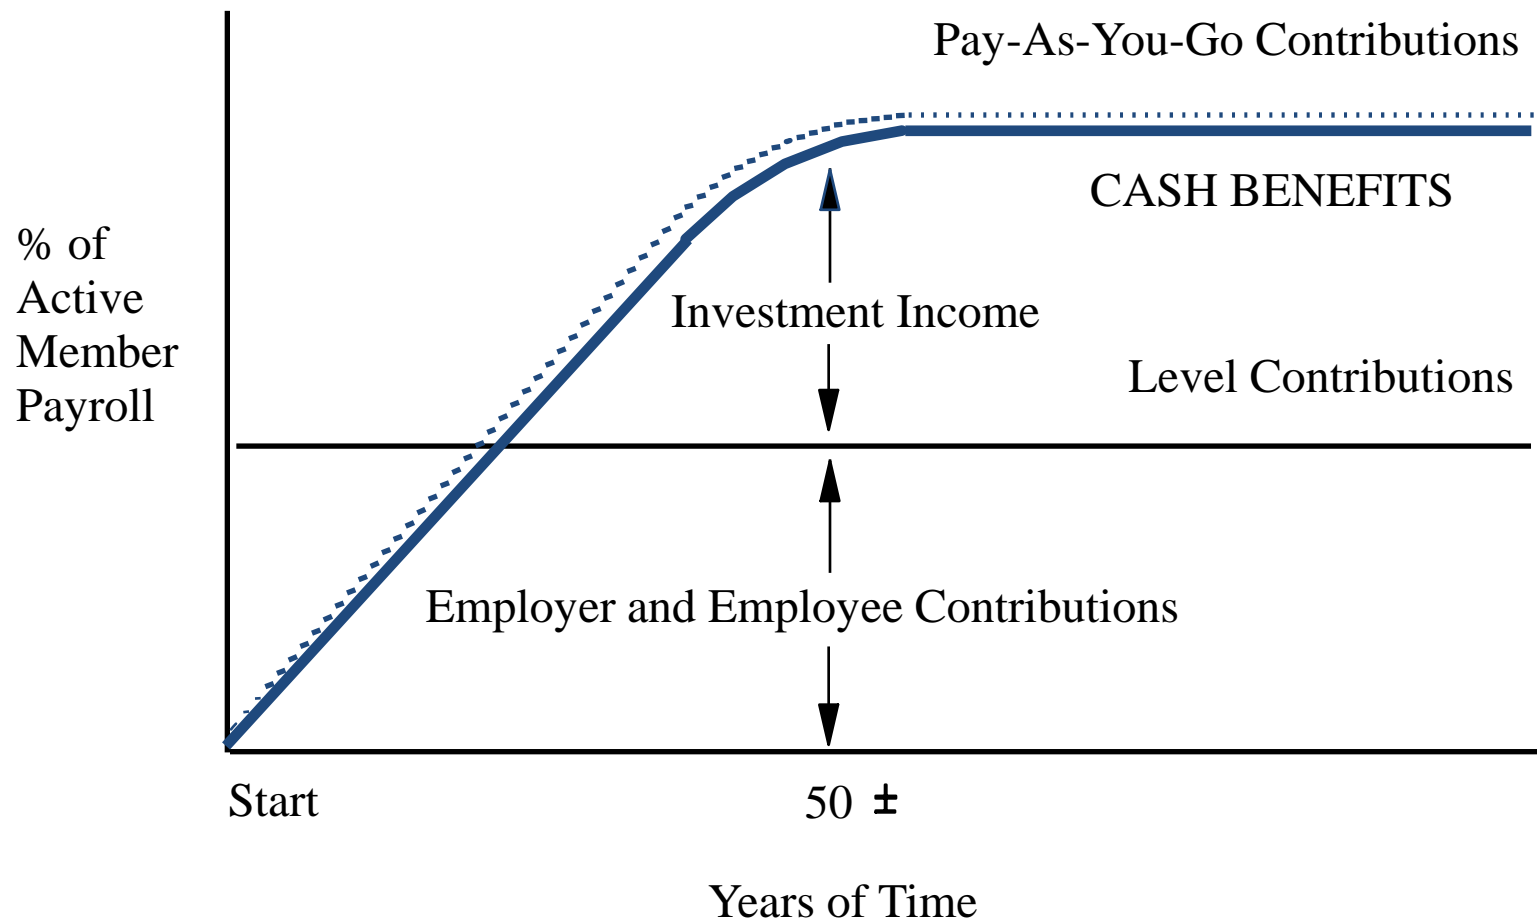 Pay-As-You-Go Contributions
CASH BENEFITS
% of
Active
Member
Payroll
Investment Income
Level Contributions
Employer and Employee Contributions
Start
50 ±
Years of Time